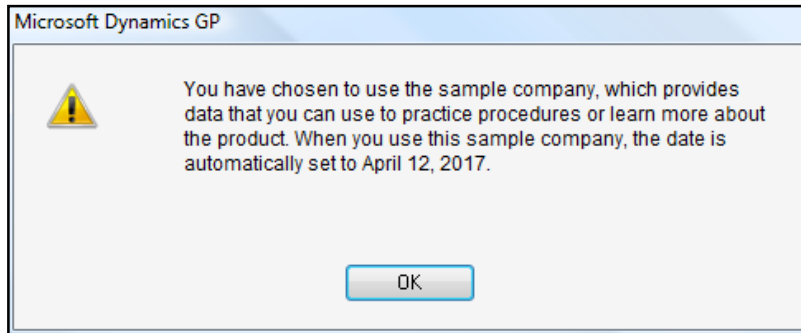 Microsoft Dynamics GP
You have chosen to use the sample company, which provides
data that you can use to practice procedures or learn more about
the product. When you use this sample company, the date is
automatically set to April 12, 2017.
OK